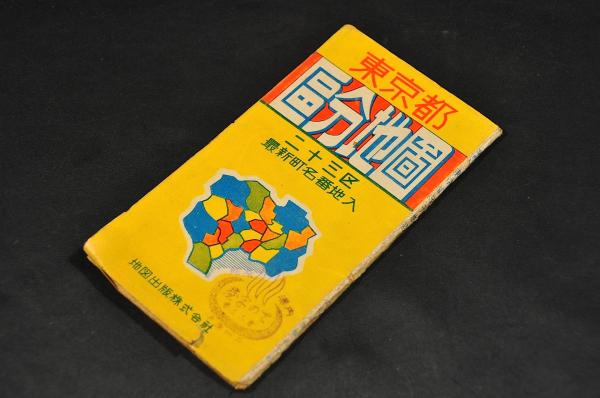 東京都
區分地圖
二十三区
最新町名番地入
地図出版株式会社